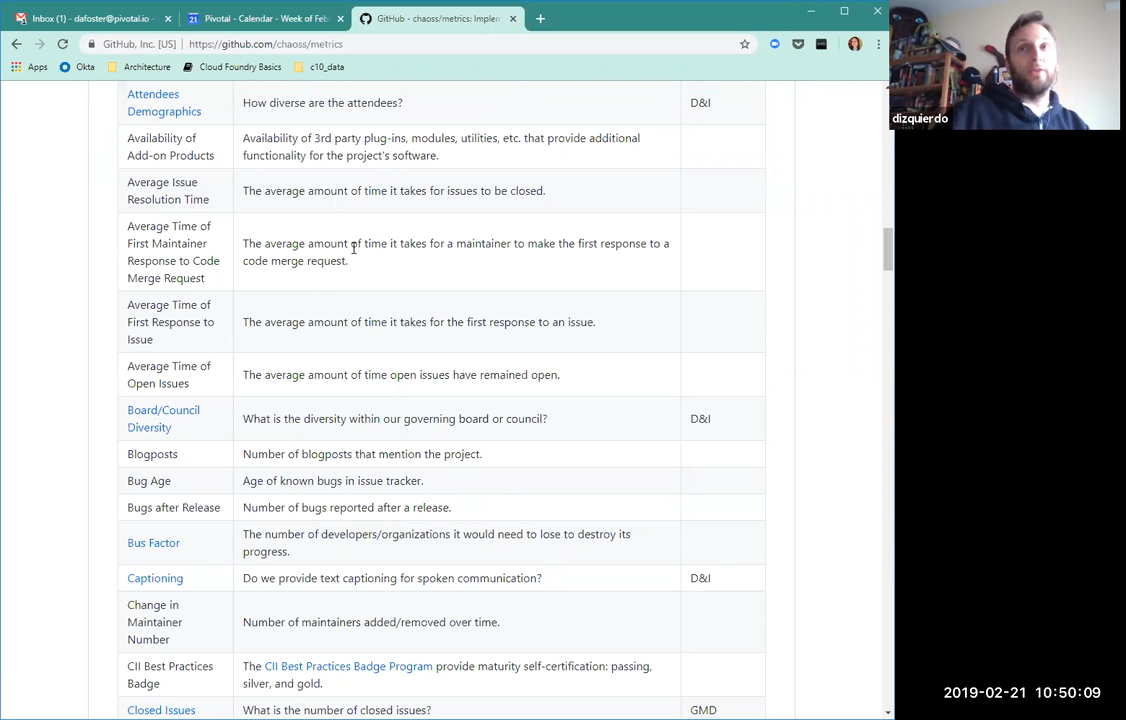 Inbox (1) - dafoster@pivotal.io
Pivotal - Calendar - Week of Feb
GitHub - chaoss/metrics: Implem
GitHub, Inc. [US]
https://github.com/chaoss/metrics
Apps
Okta
Architecture
Cloud Foundry Basics
c10_data
dizquierdo
Attendees
Demographics
How diverse are the attendees?
D&I
Availability of
Add-on Products
Availability of 3rd party plug-ins, modules, utilities, etc. that provide additional
functionality for the project's software.
Average Issue
Resolution Time
The average amount of time it takes for issues to be closed.
Average Time of
First Maintainer
Response to Code
Merge Request
The average amount of time it takes for a maintainer to make the first response to a
code merge request.
Average Time of
First Response to
Issue
The average amount of time it takes for the first response to an issue.
Average Time of
Open Issues
The average amount of time open issues have remained open.
Board/Council
Diversity
What is the diversity within our governing board or council?
D&I
Blogposts
Number of blogposts that mention the project.
Bug Age
Age of known bugs in issue tracker.
Bugs after Release
Number of bugs reported after a release.
Bus Factor
The number of developers/organizations it would need to lose to destroy its
progress.
Captioning
Do we provide text captioning for spoken communication?
D&I
Change in
Maintainer
Number
Number of maintainers added/removed over time.
CII Best Practices
Badge
The CII Best Practices Badge Program provide maturity self-certification: passing,
silver, and gold.
Closed Issues
What is the number of closed issues?
GMD
2019-02-21 10:50:09